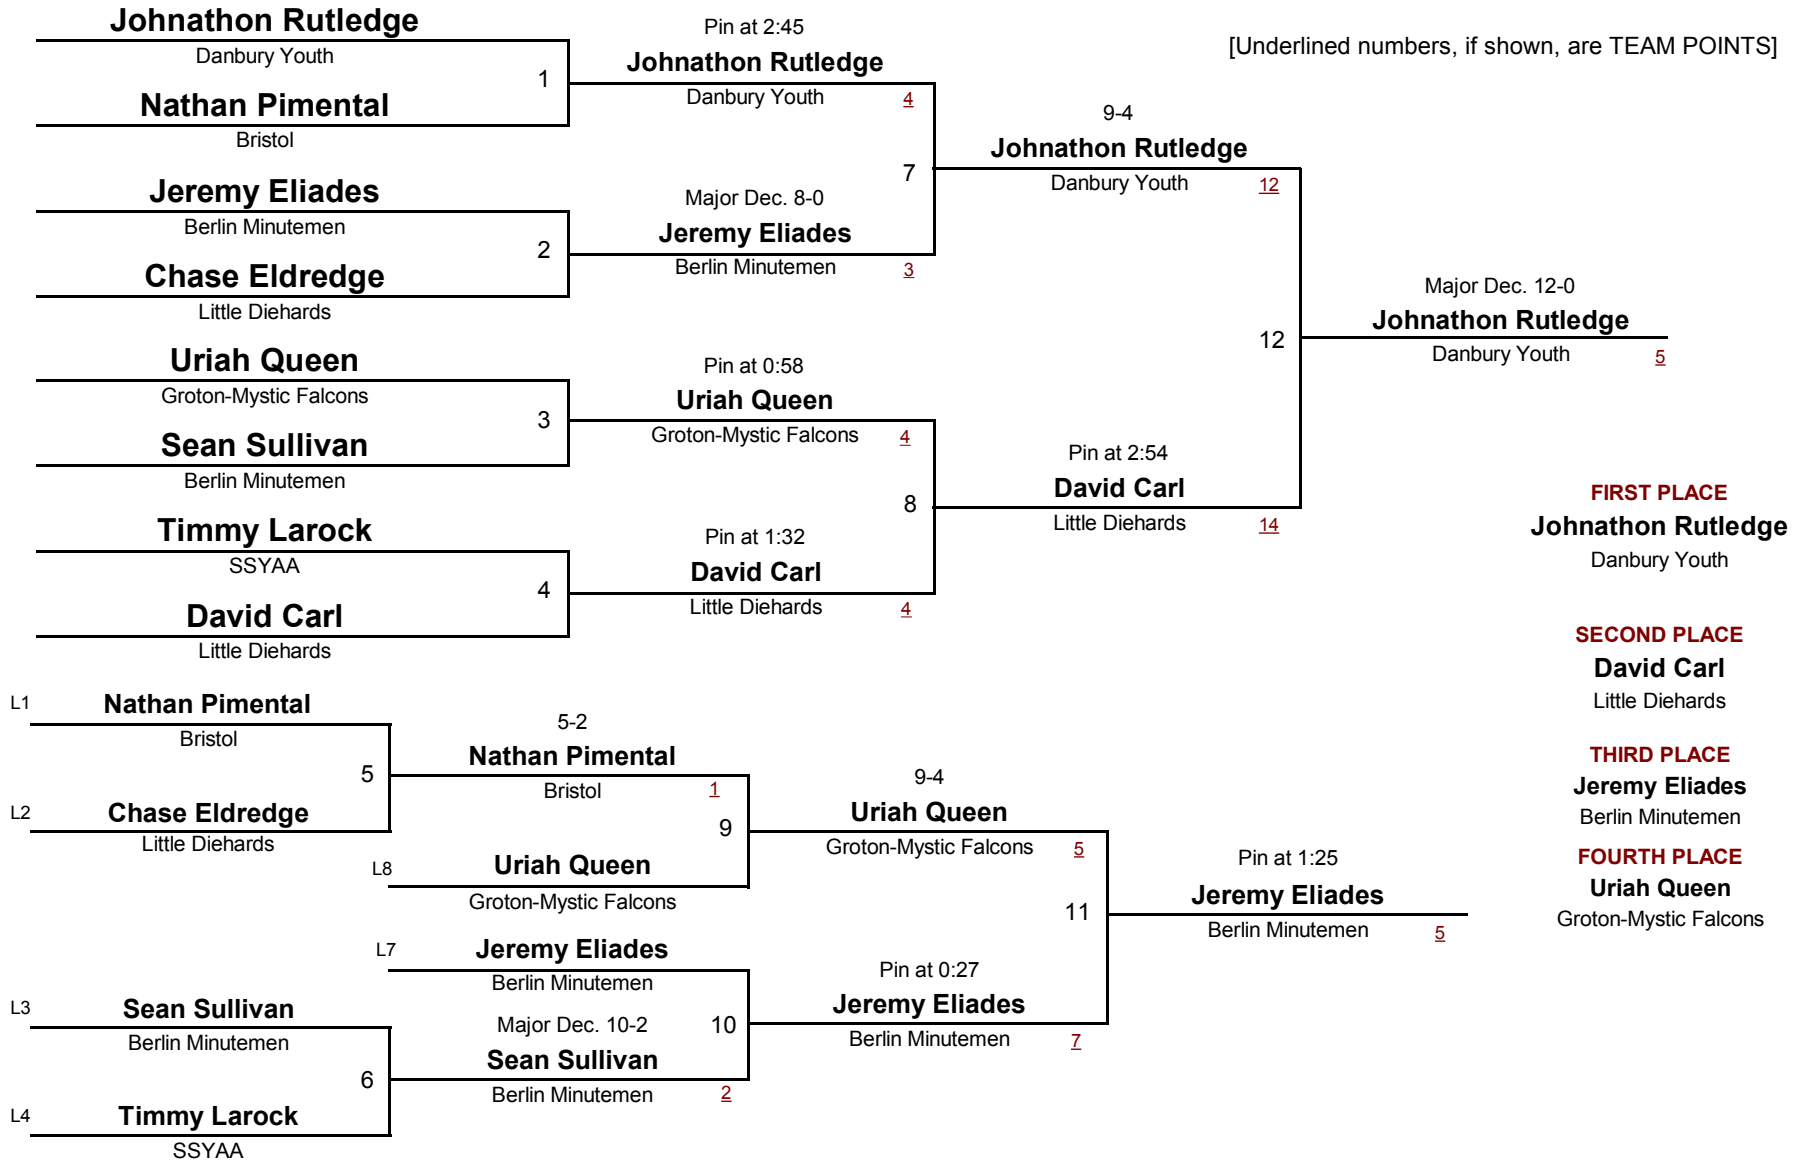 Johnathon Rutledge
Danbury Youth
1
Nathan Pimental
Bristol
Jeremy Eliades
Berlin Minutemen
2
Chase Eldredge
Little Diehards
Uriah Queen
Groton-Mystic Falcons
3
Sean Sullivan
Berlin Minutemen
Timmy Larock
SSYAA
4
David Carl
Little Diehards
Pin at 2:45
Johnathon Rutledge
Danbury Youth 4
7
Major Dec. 8-0
Jeremy Eliades
Berlin Minutemen 3
Pin at 0:58
Uriah Queen
Groton-Mystic Falcons 4
8
Pin at 1:32
David Carl
Little Diehards 4
[Underlined numbers, if shown, are TEAM POINTS]
9-4
Johnathon Rutledge
Danbury Youth 12
12
Pin at 2:54
David Carl
Little Diehards 14
Major Dec. 12-0
Johnathon Rutledge
Danbury Youth 5
FIRST PLACE
Johnathon Rutledge
Danbury Youth
SECOND PLACE
David Carl
Little Diehards
THIRD PLACE
Jeremy Eliades
Berlin Minutemen
FOURTH PLACE
Uriah Queen
Groton-Mystic Falcons
L1 Nathan Pimental
Bristol
5
L2 Chase Eldredge
Little Diehards
5-2
Nathan Pimental
Bristol 1
9
L8 Uriah Queen
Groton-Mystic Falcons
L7 Jeremy Eliades
Berlin Minutemen
10
L3 Sean Sullivan
Berlin Minutemen
6
L4 Timmy Larock
SSYAA
Major Dec. 10-2
Sean Sullivan
Berlin Minutemen 2
9-4
Uriah Queen
Groton-Mystic Falcons 5
11
Pin at 0:27
Jeremy Eliades
Berlin Minutemen 7
Pin at 1:25
Jeremy Eliades
Berlin Minutemen 5